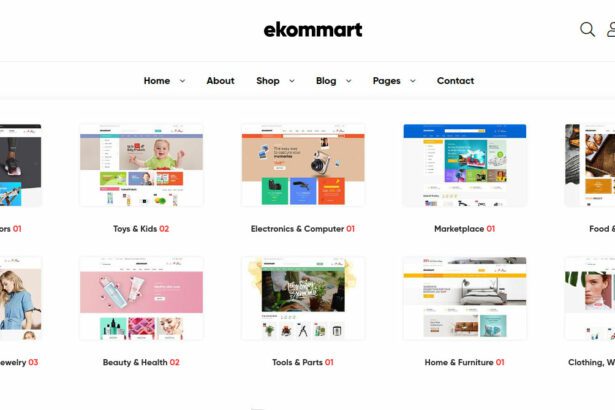 ekommart
Home About Shop Blog Pages Contact
ors 01 Toys & Kids 02 Electronics & Computer 01 Marketplace 01 Food &
ewelry 03 Beauty & Health 02 Tools & Parts 01 Home & Furniture 01 Clothing, W